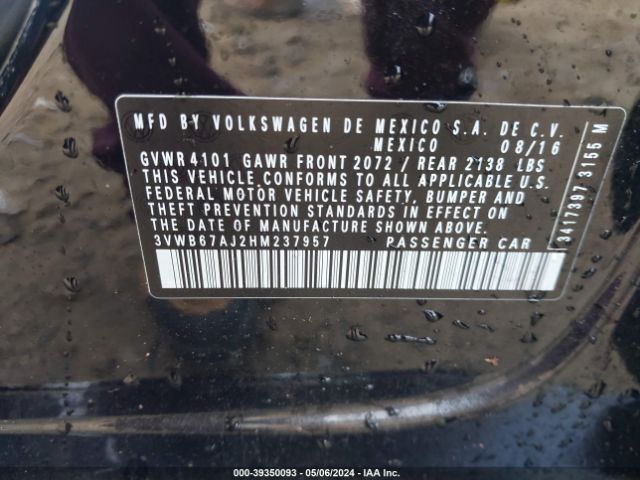 MFD BY VOLKSWAGEN DE MEXICO S.A. DE C.V.
MEXICO 08/16
GVWR 4101 GAWR FRONT 2072 / REAR 2138 LBS
THIS VEHICLE CONFORMS TO ALL APPLICABLE U.S.
FEDERAL MOTOR VEHICLE SAFETY, BUMPER AND
THEFT PREVENTION STANDARDS IN EFFECT ON
THE DATE OF MANUFACTURE SHOWN ABOVE.
3VWB67AJ2HM237957 PASSENGER CAR
3417397 3155 M
000-39350093 - 05/06/2024 - IAA Inc.